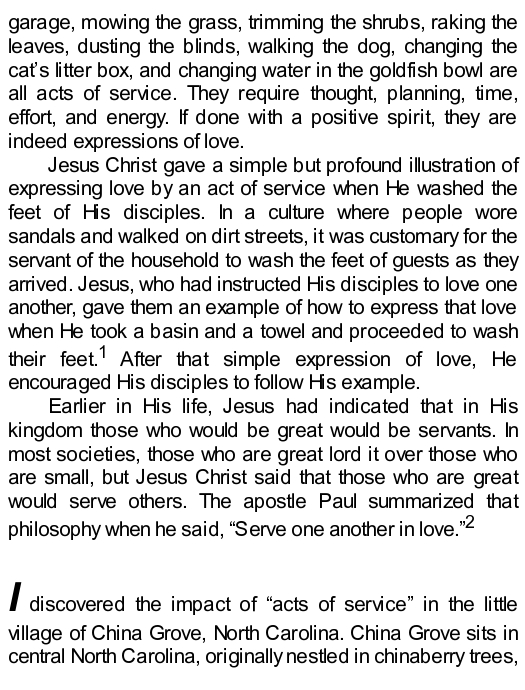 garage, mowing the grass, trimming the shrubs, raking the
leaves, dusting the blinds, walking the dog, changing the
cat’s litter box, and changing water in the goldfish bowl are
all acts of service. They require thought, planning, time,
effort, and energy. If done with a positive spirit, they are
indeed expressions of love.
Jesus Christ gave a simple but profound illustration of
expressing love by an act of service when He washed the
feet of His disciples. In a culture where people wore
sandals and walked on dirt streets, it was customary for the
servant of the household to wash the feet of guests as they
arrived. Jesus, who had instructed His disciples to love one
another, gave them an example of how to express that love
when He took a basin and a towel and proceeded to wash
their feet.1 After that simple expression of love, He
encouraged His disciples to follow His example.
Earlier in His life, Jesus had indicated that in His
kingdom those who would be great would be servants. In
most societies, those who are great lord it over those who
are small, but Jesus Christ said that those who are great
would serve others. The apostle Paul summarized that
philosophy when he said, “Serve one another in love.”2
I discovered the impact of “acts of service” in the little
village of China Grove, North Carolina. China Grove sits in
central North Carolina, originally nestled in chinaberry trees,